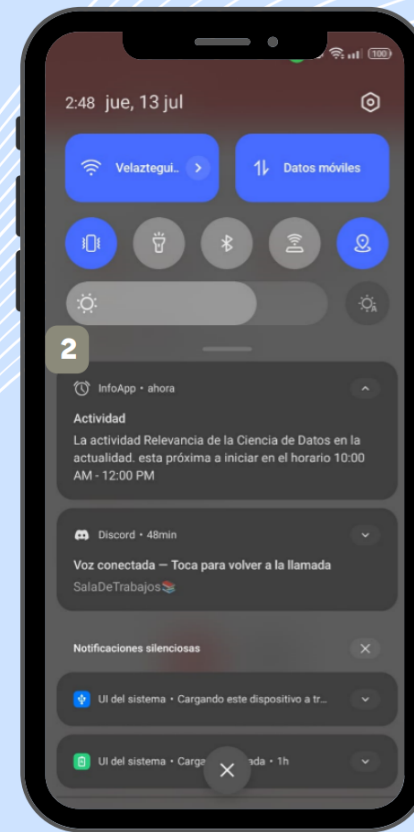 100
2:48 jue, 13 jul
Velaztegui.. Datos móviles
2
InfoApp • ahora
Actividad
La actividad Relevancia de la Ciencia de Datos en la
actualidad. esta próxima a iniciar en el horario 10:00
AM - 12:00 PM
Discord • 48min
Voz conectada — Toca para volver a la llamada
SalaDeTrabajos📚
Notificaciones silenciosas
UI del sistema • Cargando este dispositivo a tr...
UI del sistema • 1h